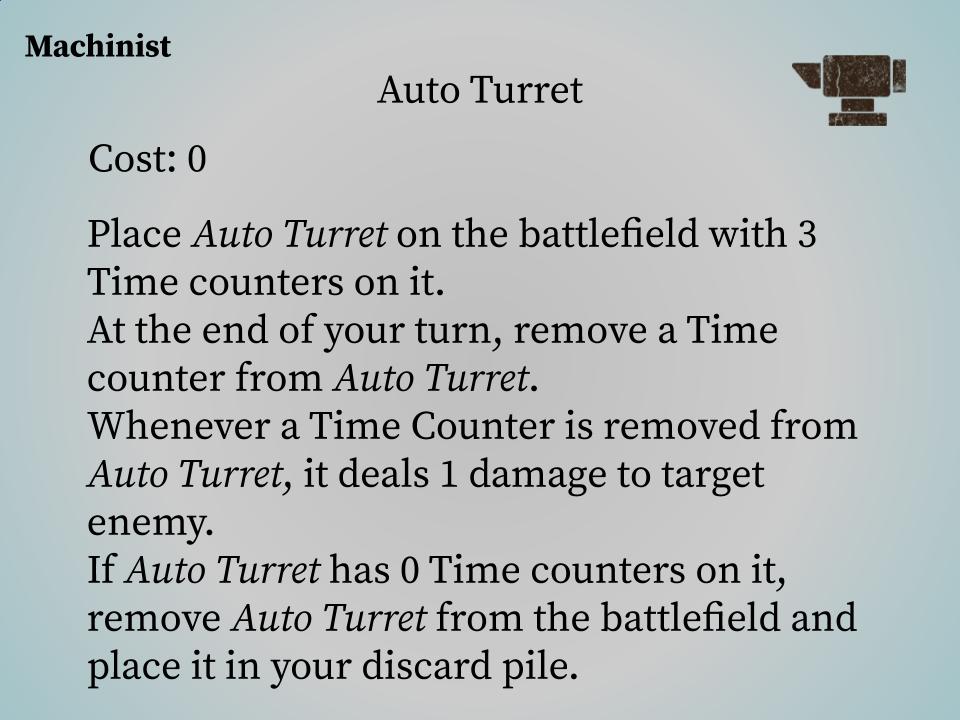 Machinist
Auto Turret
Cost: 0
Place Auto Turret on the battlefield with 3
Time counters on it.
At the end of your turn, remove a Time
counter from Auto Turret.
Whenever a Time Counter is removed from
Auto Turret, it deals 1 damage to target
enemy.
If Auto Turret has 0 Time counters on it,
remove Auto Turret from the battlefield and
place it in your discard pile.